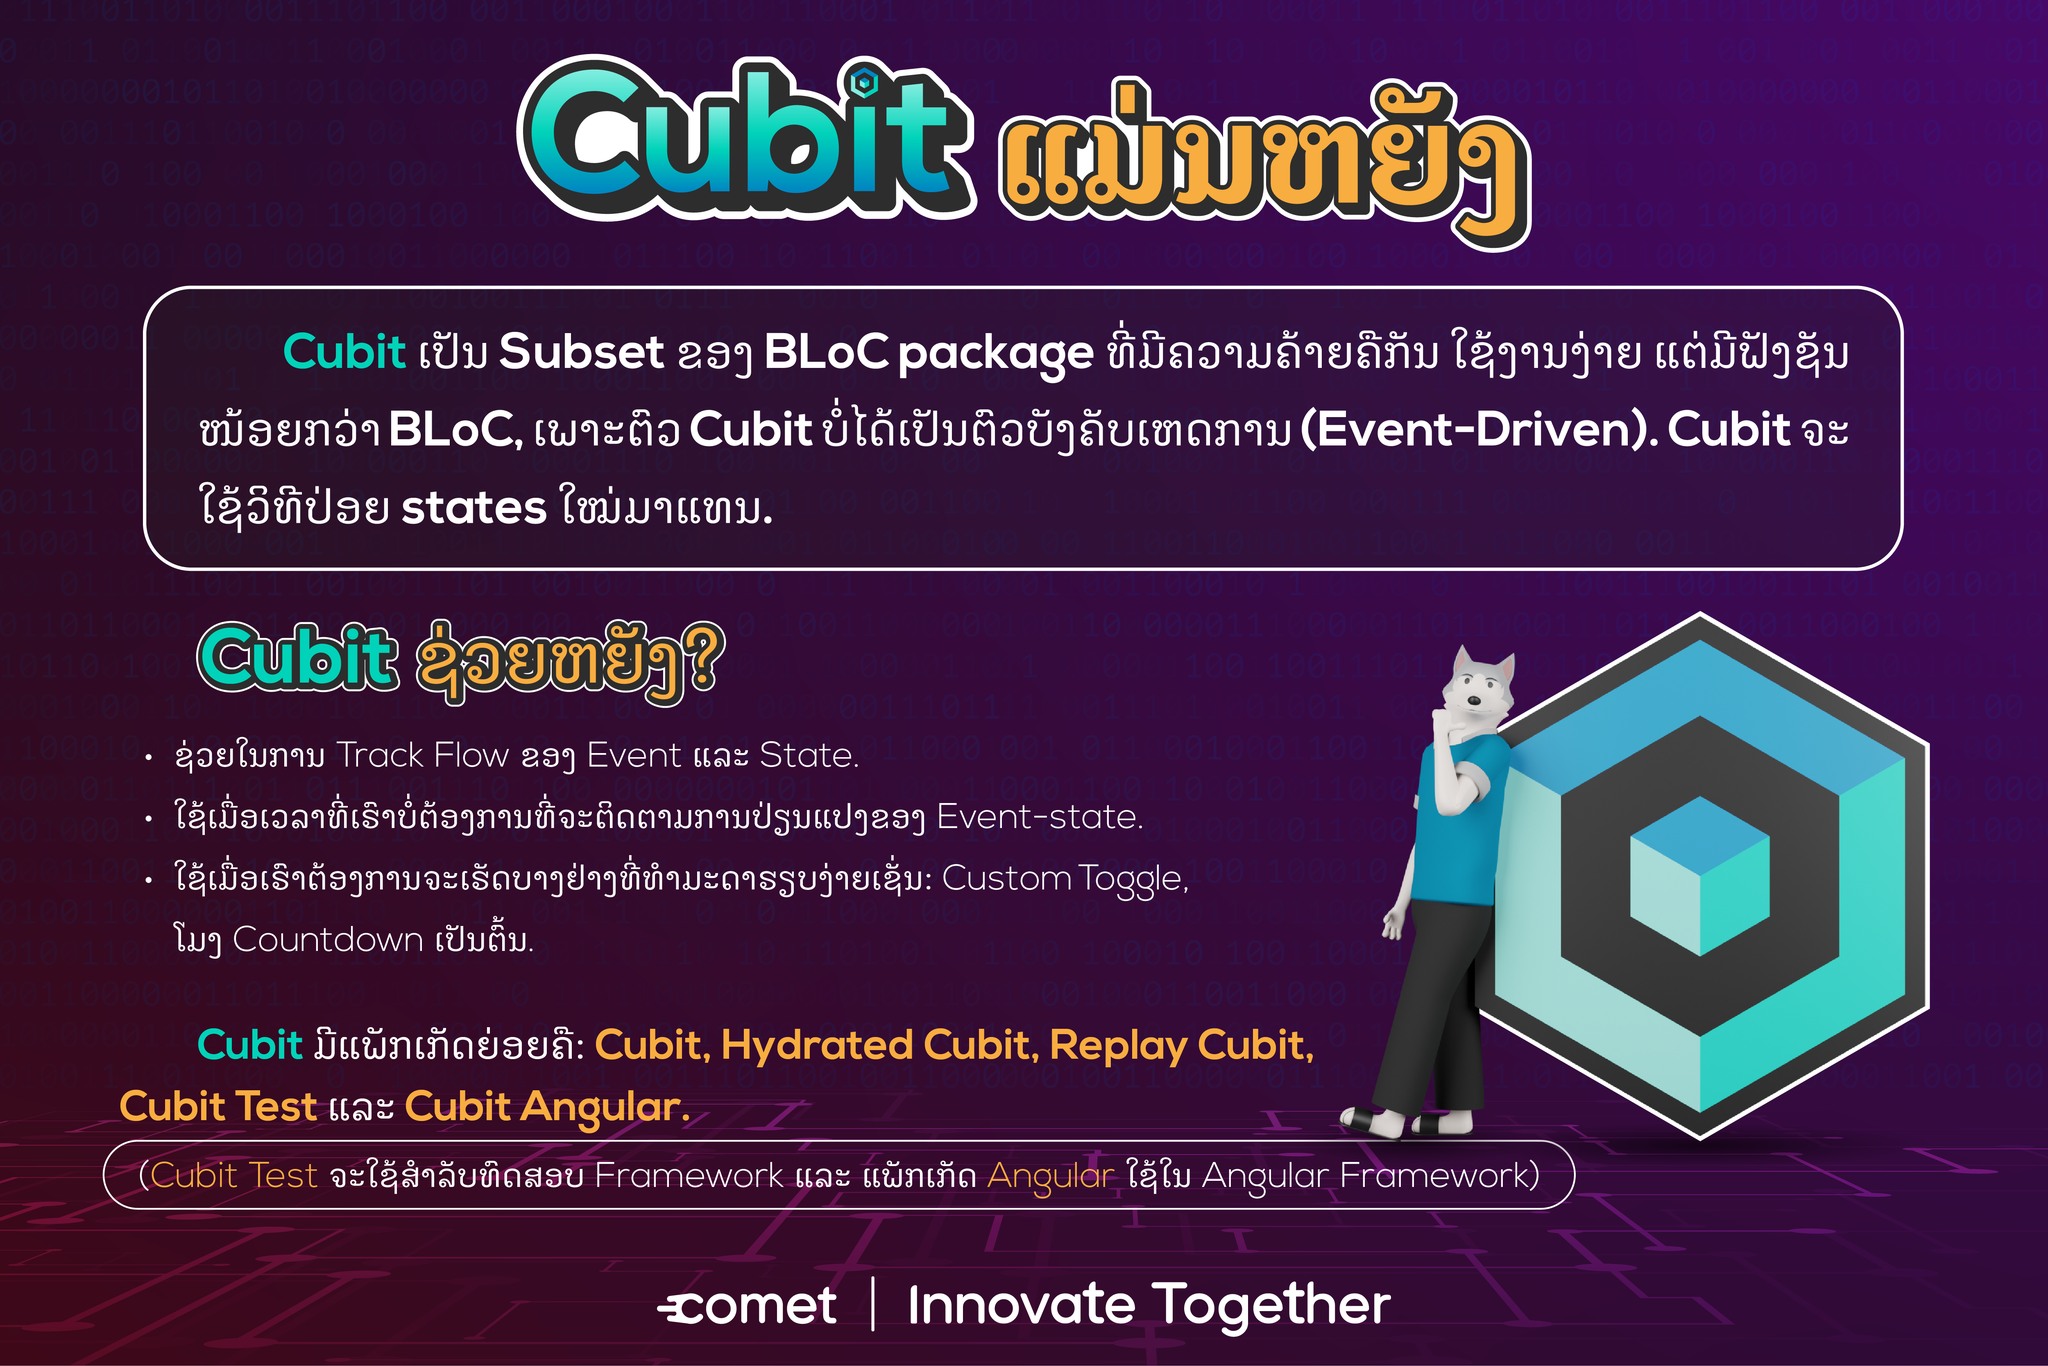 Cubit ແມ່ນຫຍັງ
Cubit ເປັນ Subset ຂອງ BLoC package ທີ່ມີຄວາມຄ້າຍຄືກັນ ໃຊ້ງານງ່າຍ ແຕ່ມີຟັງຊັນ
ໜ້ອຍກວ່າ BLoC, ເພາະຕົວ Cubit ບໍ່ໄດ້ເປັນຕົວບັງຄັບເຫດການ (Event-Driven). Cubit ຈະ
ໃຊ້ວິທີປ່ອຍ states ໃໝ່ມາແທນ.
Cubit ຊ່ວຍຫຍັງ?
• ຊ່ວຍໃນການ Track Flow ຂອງ Event ແລະ State.
• ໃຊ້ເມື່ອເວລາທີ່ເຮົາບໍ່ຕ້ອງການທີ່ຈະຕິດຕາມການປ່ຽນແປງຂອງ Event-state.
• ໃຊ້ເມື່ອເຮົາຕ້ອງການຈະເຮັດບາງຢ່າງທີ່ທຳມະດາຮຽບງ່າຍເຊັ່ນ: Custom Toggle,
ໂມງ Countdown ເປັນຕົ້ນ.
Cubit ມີແພັກເກັດຍ່ອຍຄື: Cubit, Hydrated Cubit, Replay Cubit,
Cubit Test ແລະ Cubit Angular.
(Cubit Test ຈະໃຊ້ສຳລັບທົດສອບ Framework ແລະ ແພັກເກັດ Angular ໃຊ້ໃນ Angular Framework)
comet | Innovate Together